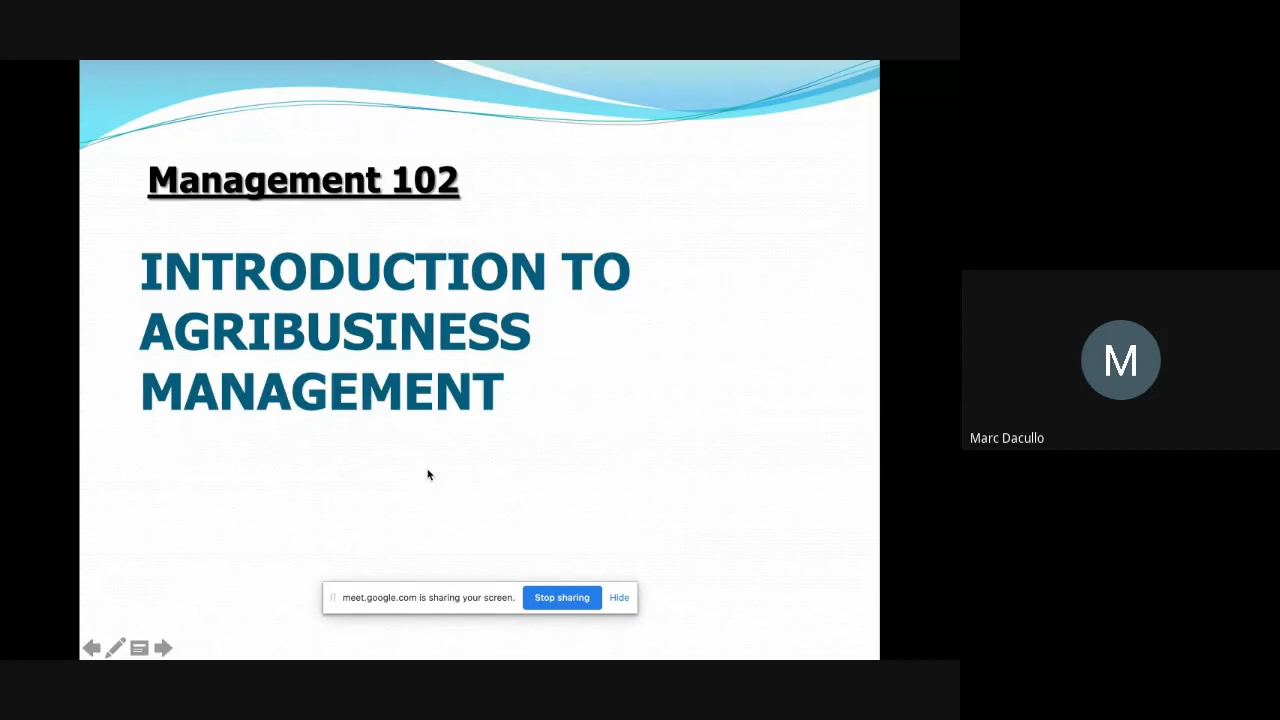 Management 102
INTRODUCTION TO
AGRIBUSINESS
MANAGEMENT
M
Marc Dacullo
meet.google.com is sharing your screen. Stop sharing Hide